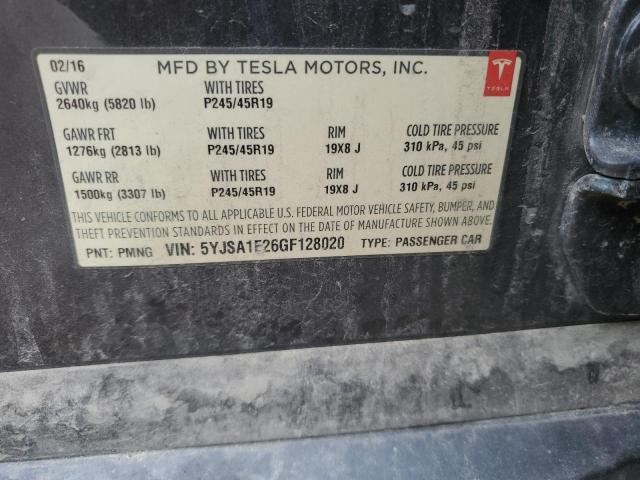 02/16 MFD BY TESLA MOTORS, INC.
GVWR WITH TIRES
2640kg (5820 lb) P245/45R19
TESLA
GAWR FRT WITH TIRES RIM COLD TIRE PRESSURE
1276kg (2813 lb) P245/45R19 19X8 J 310 kPa, 45 psi
GAWR RR WITH TIRES RIM COLD TIRE PRESSURE
1500kg (3307 lb) P245/45R19 19X8 J 310 kPa, 45 psi
THIS VEHICLE CONFORMS TO ALL APPLICABLE U.S. FEDERAL MOTOR VEHICLE SAFETY, BUMPER, AND
THEFT PREVENTION STANDARDS IN EFFECT ON THE DATE OF MANUFACTURE SHOWN ABOVE.
PNT: PMNG VIN: 5YJSA1E26GF128020 TYPE: PASSENGER CAR